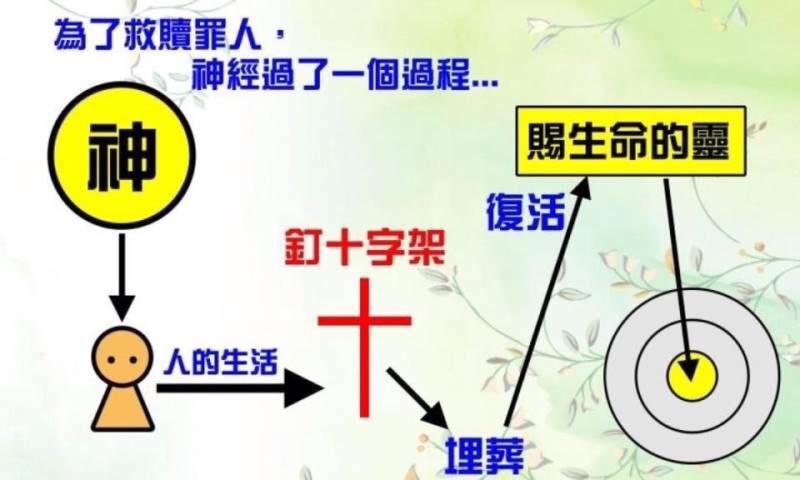 為了救贖罪人，
神經過了一個過程...
神
賜生命的靈
復活
釘十字架
人的生活
埋葬